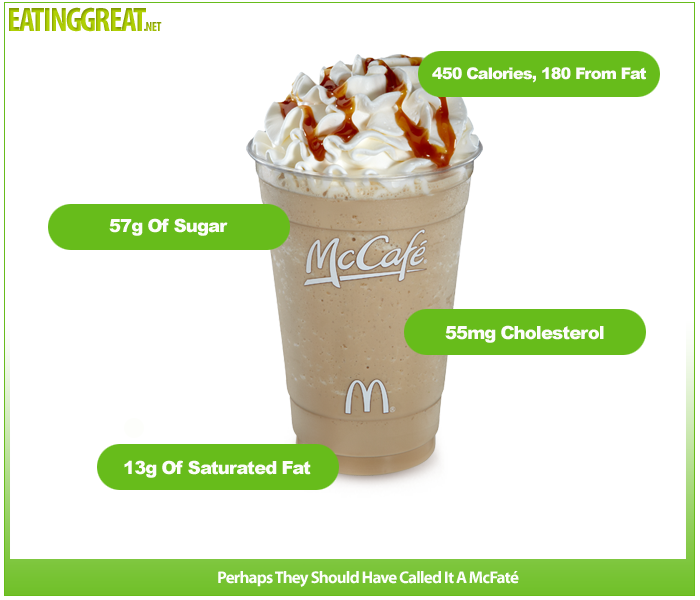 EATINGGREAT.NET
450 Calories, 180 From Fat
57g Of Sugar
McCafé
55mg Cholesterol
M
13g Of Saturated Fat
Perhaps They Should Have Called It A McFaté